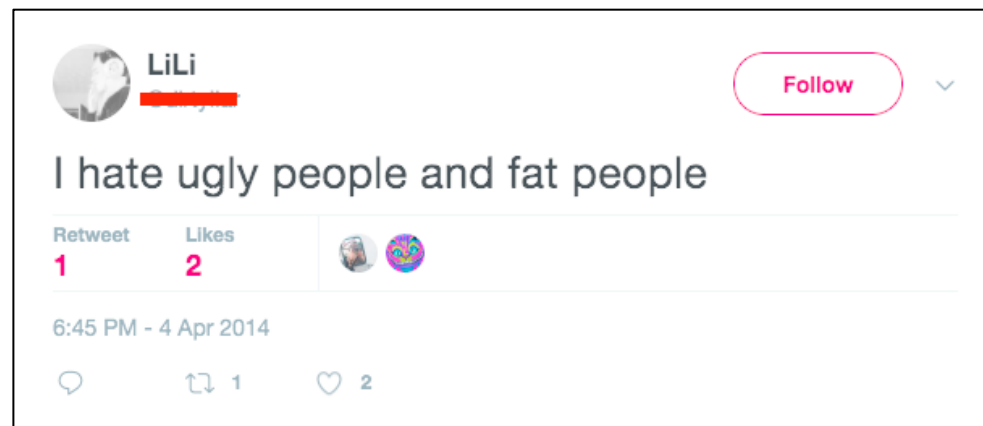 LiLi
Follow
I hate ugly people and fat people
Retweet Likes
1 2
6:45 PM - 4 Apr 2014
1 2